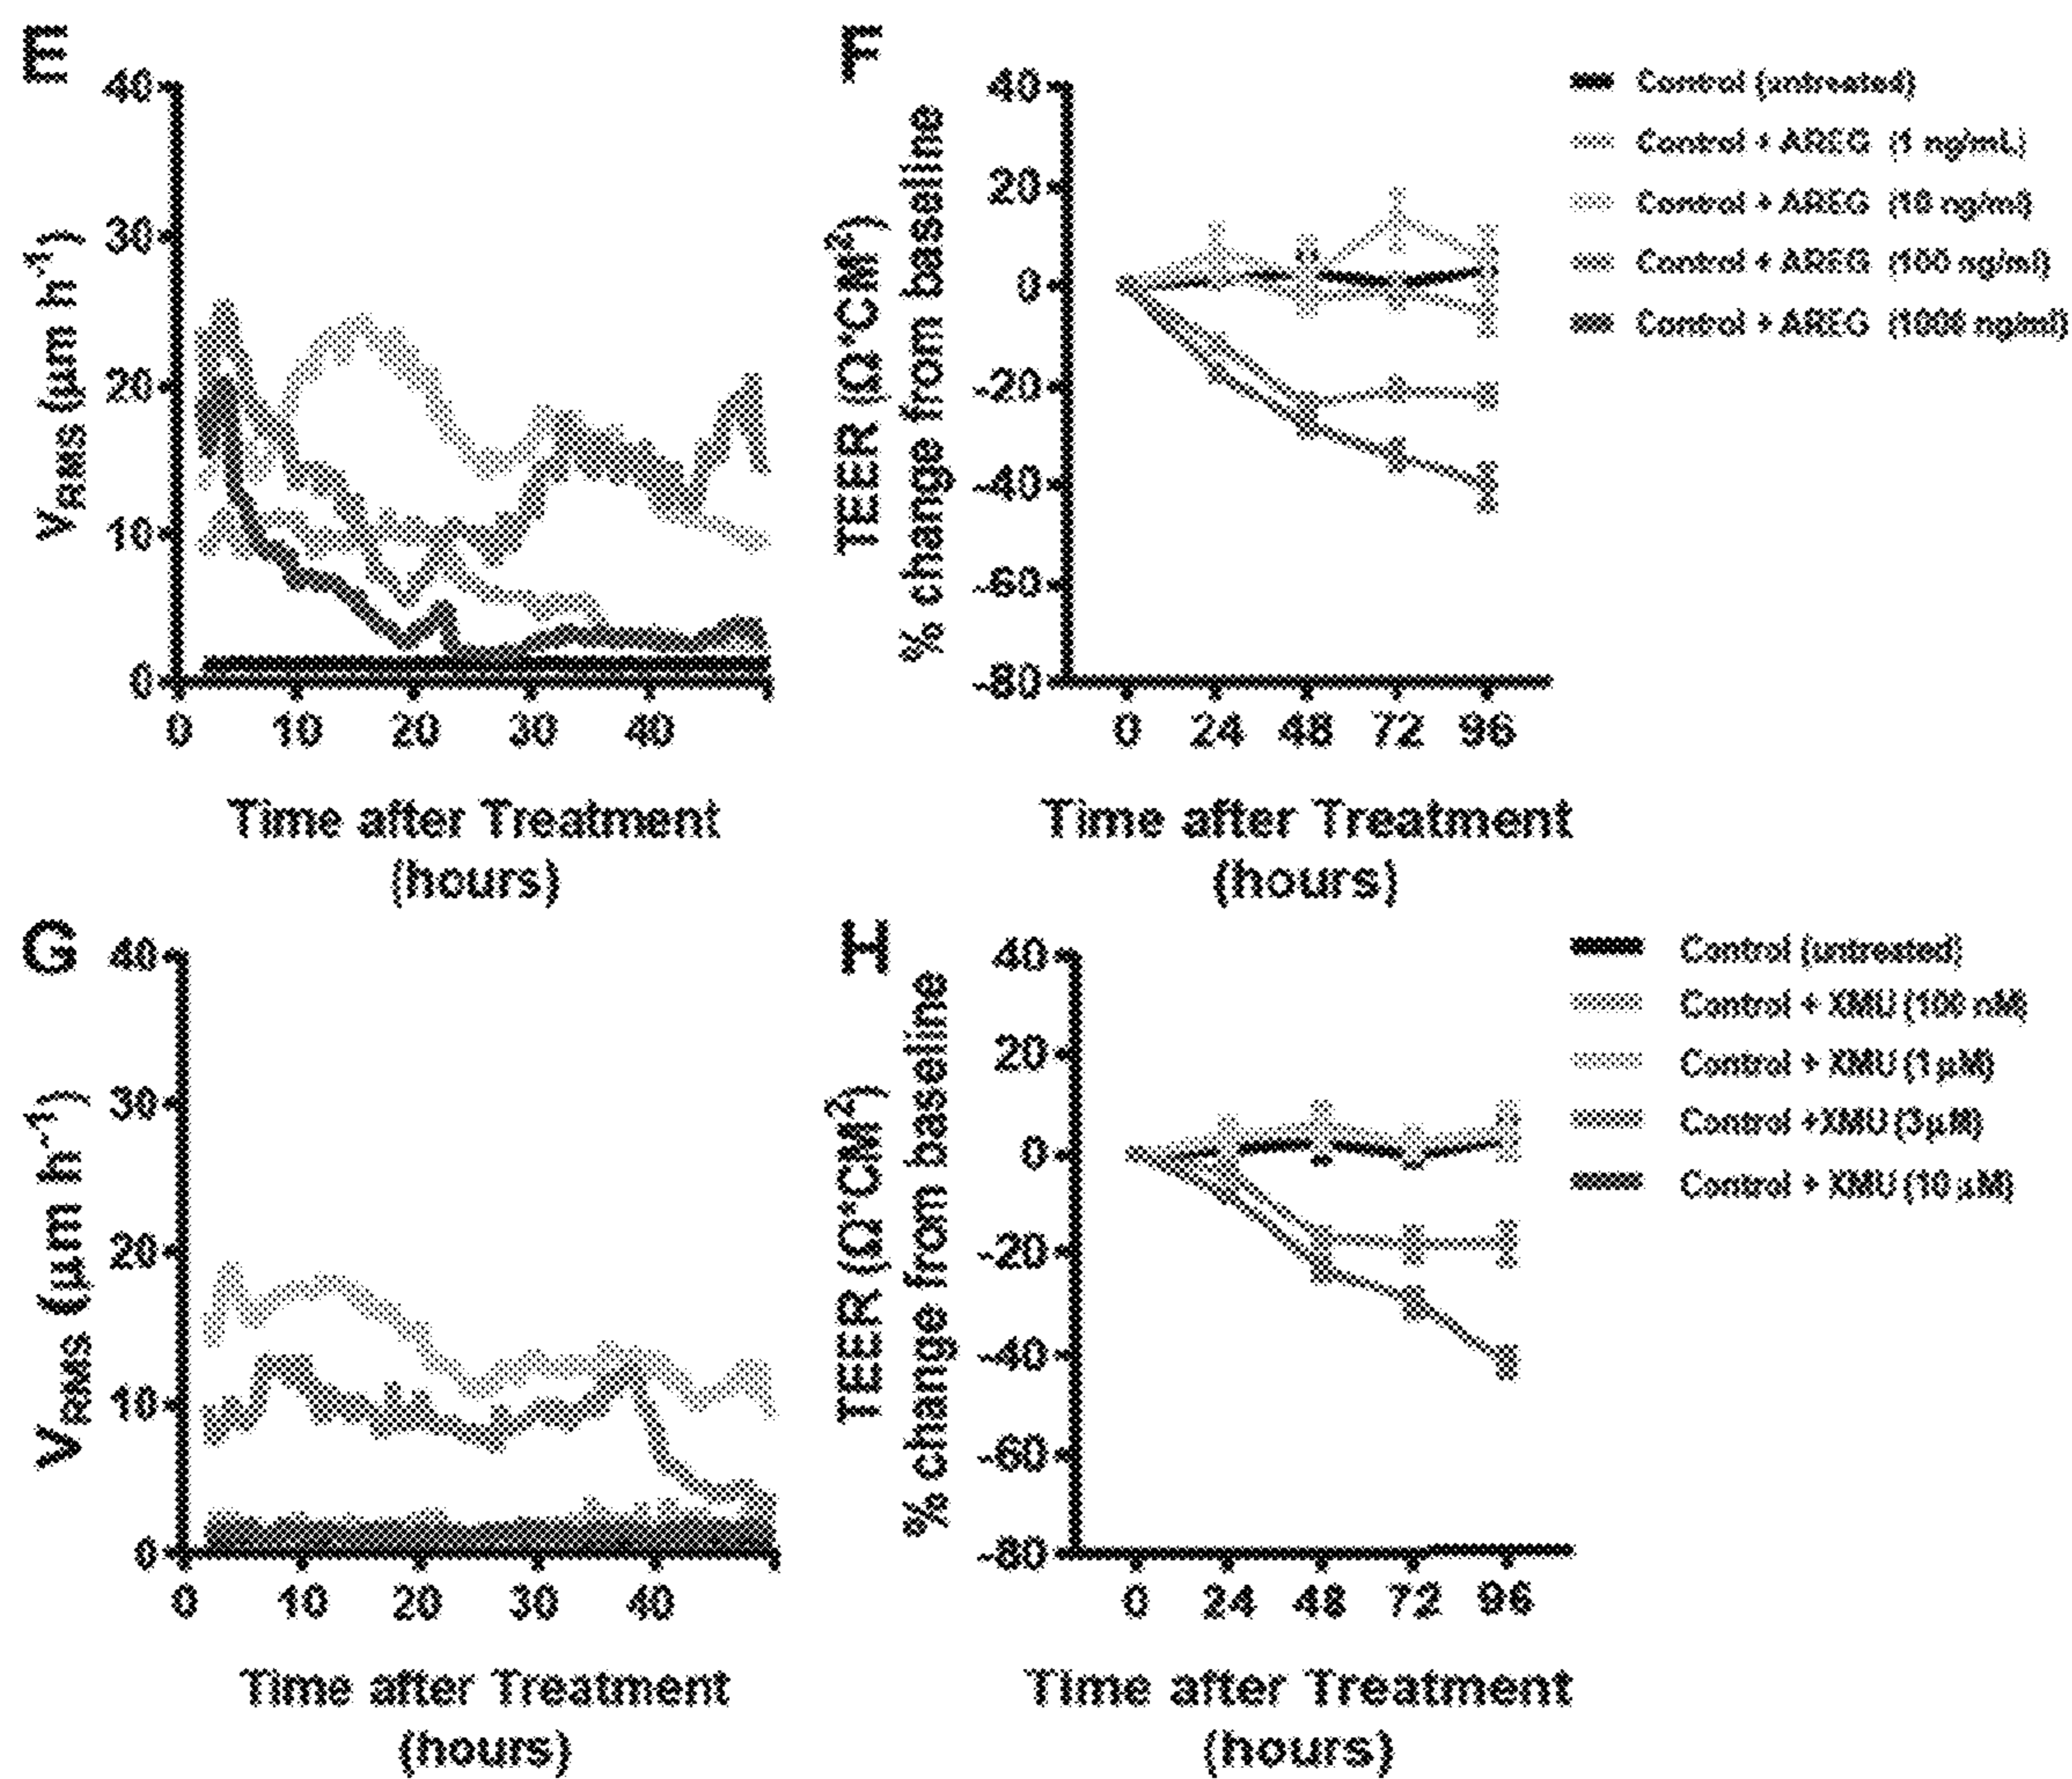 E
40
30
20
10
0
V_RMS (µm h⁻¹)
0 10 20 30 40
Time after Treatment
(hours)
F
40
20
0
-20
-40
-60
-80
TEER (Ω*CM²)
% change from baseline
0 24 48 72 96
Time after Treatment
(hours)
Control (untreated)
Control + AREG (1 ng/mL)
Control + AREG (10 ng/ml)
Control + AREG (100 ng/ml)
Control + AREG (1000 ng/ml)
G
40
30
20
10
0
V_RMS (µm h⁻¹)
0 10 20 30 40
Time after Treatment
(hours)
H
40
20
0
-20
-40
-60
-80
TEER (Ω*CM²)
% change from baseline
0 24 48 72 96
Time after Treatment
(hours)
Control (untreated)
Control + XMU (100 nM)
Control + XMU (1 µM)
Control +XMU (3µM)
Control + XMU (10 µM)